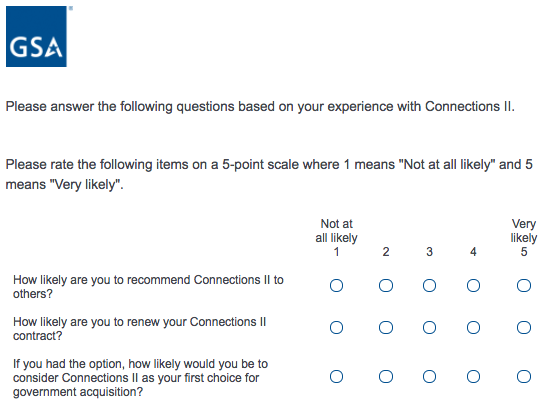 GSA
Please answer the following questions based on your experience with Connections II.
Please rate the following items on a 5-point scale where 1 means "Not at all likely" and 5
means "Very likely".
Not at
all likely
1 2 3 4
Very
likely
5
How likely are you to recommend Connections II to
others?
How likely are you to renew your Connections II
contract?
If you had the option, how likely would you be to
consider Connections II as your first choice for
government acquisition?